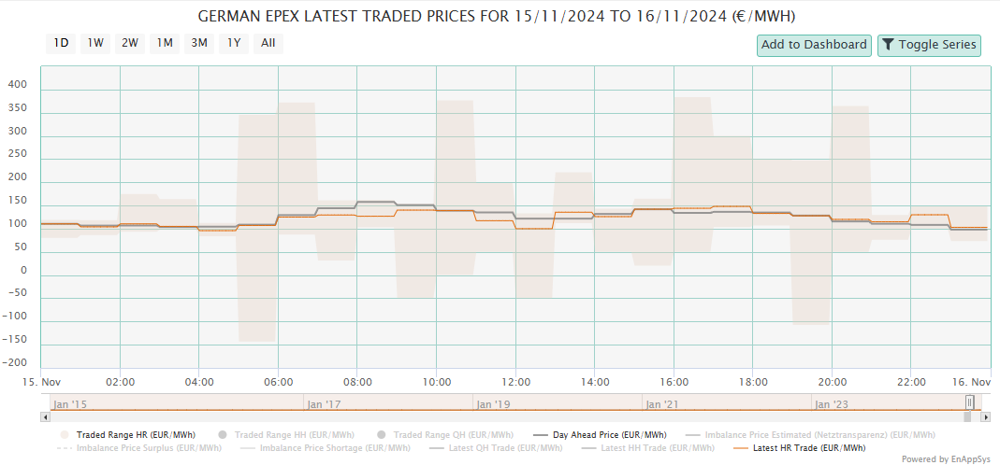 GERMAN EPEX LATEST TRADED PRICES FOR 15/11/2024 TO 16/11/2024 (€/MWH)
1D 1W 2W 1M 3M 1Y All Add to Dashboard Toggle Series
400
350
300
250
200
150
100
50
0
-50
-100
-150
-200
15. Nov 02:00 04:00 06:00 08:00 10:00 12:00 14:00 16:00 18:00 20:00 22:00 16. Nov
Jan '15 Jan '17 Jan '19 Jan '21 Jan '23
Traded Range HR (EUR/MWh) Traded Range HH (EUR/MWh) Traded Range QH (EUR/MWh) Day Ahead Price (EUR/MWh) Imbalance Price Estimated (Netztransparenz) (EUR/MWh)
Imbalance Price Surplus (EUR/MWh) Imbalance Price Shortage (EUR/MWh) Latest QH Trade (EUR/MWh) Latest HH Trade (EUR/MWh) Latest HR Trade (EUR/MWh)
Powered by EnAppSys